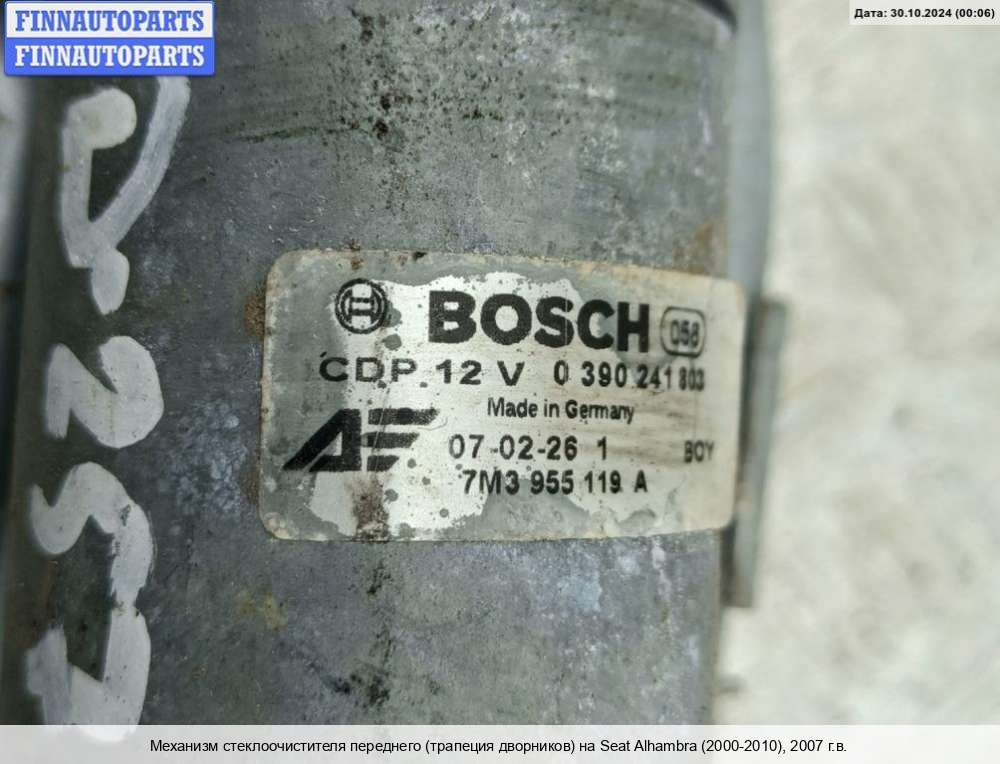 FINNAUTOPARTS
FINNAUTOPARTS
Дата: 30.10.2024 (00:06)
BOSCH 058
CDP 12 V 0 390 241 803
Made in Germany
AE 07-02-26 1 BOY
7M3 955 119 A
Механизм стеклоочистителя переднего (трапеция дворников) на Seat Alhambra (2000-2010), 2007 г.в.